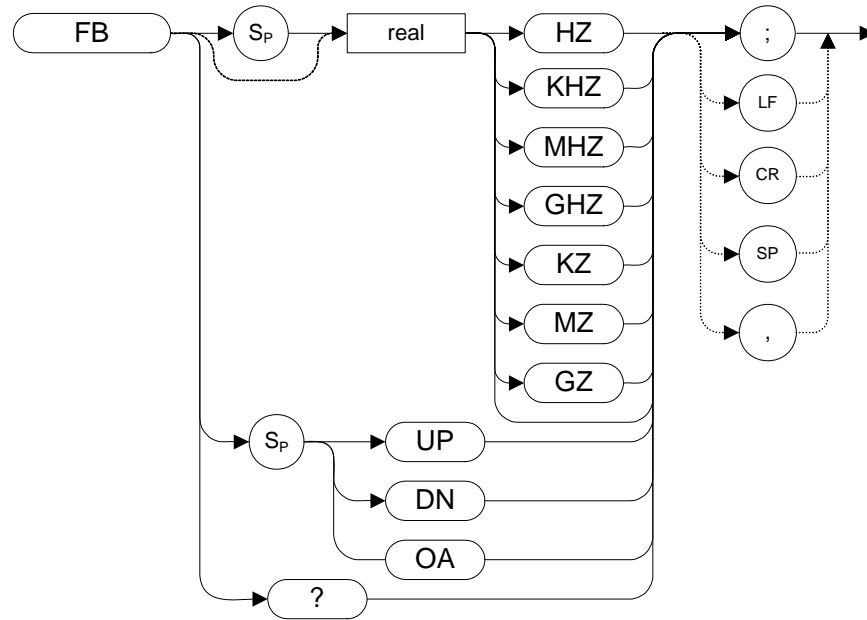 FB SP real HZ ;
KHZ LF
MHZ CR
GHZ
KZ SP
MZ ,
GZ
SP UP
DN
OA
?